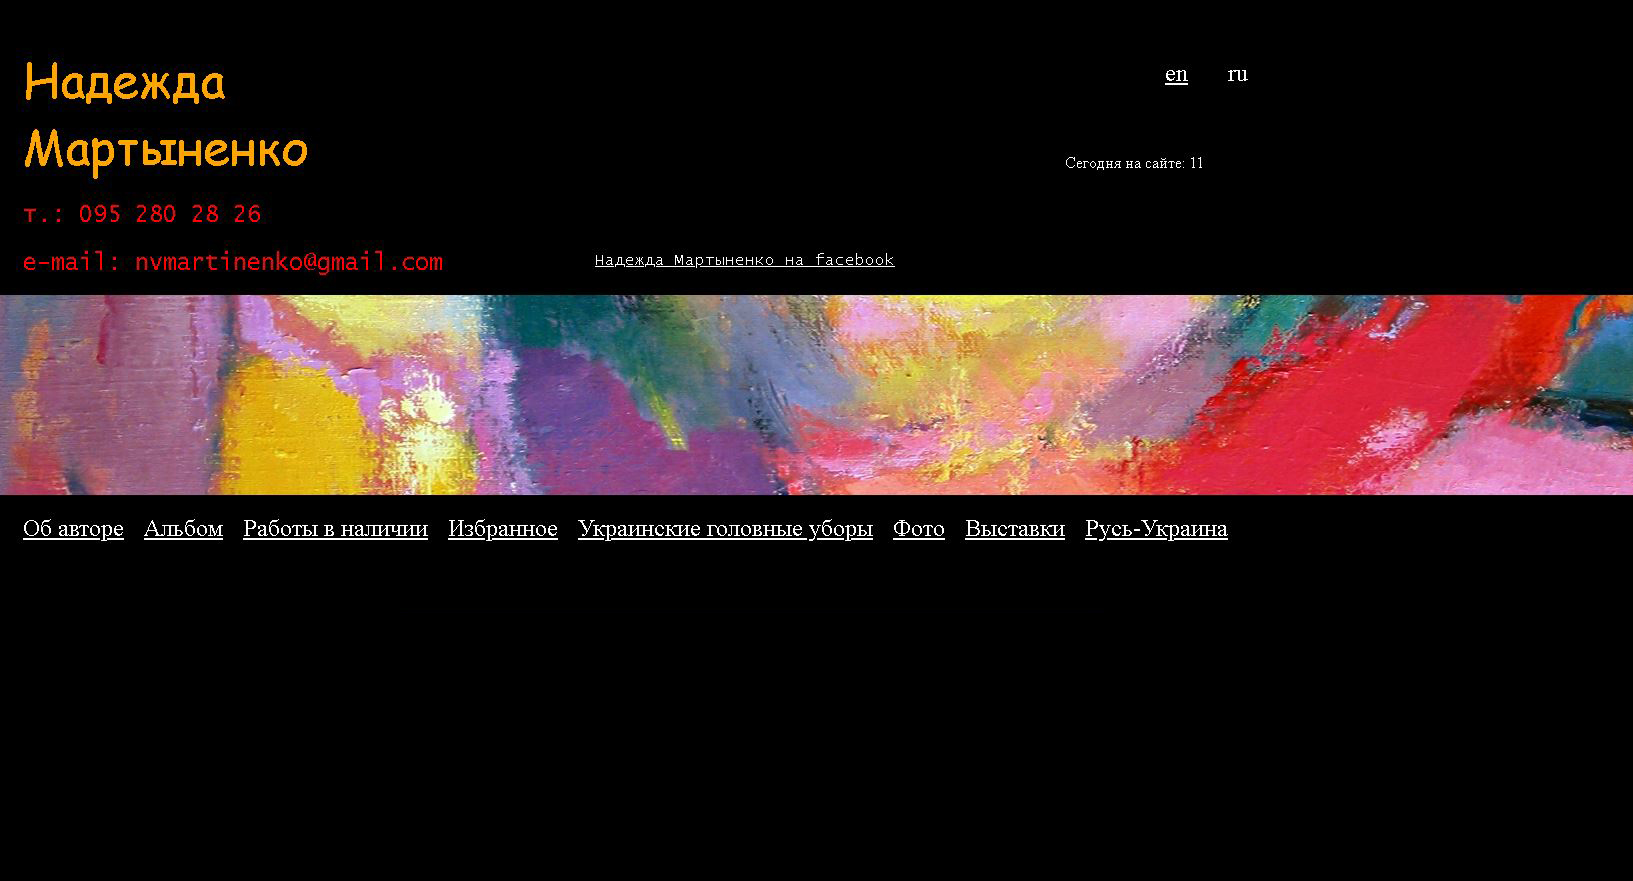 Надежда
Мартыненко
en ru
Сегодня на сайте: 11
т.: 095 280 28 26
e-mail: nvmartinenko@gmail.com
Надежда Мартыненко на facebook
Об авторе Альбом Работы в наличии Избранное Украинские головные уборы Фото Выставки Русь-Украина